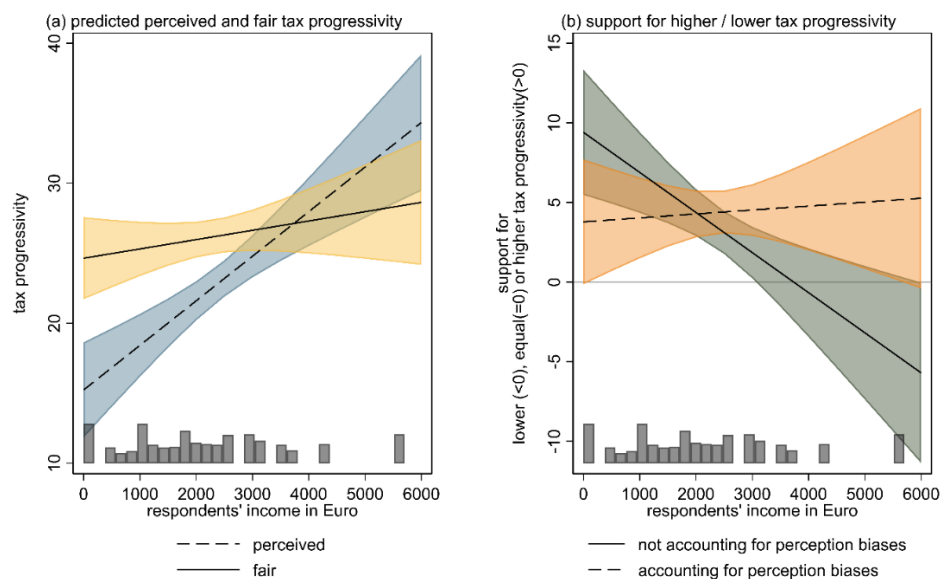 (a) predicted perceived and fair tax progressivity
40
30
20
10
tax progressivity
0 1000 2000 3000 4000 5000 6000
respondents' income in Euro
perceived
fair
(b) support for higher / lower tax progressivity
15
10
5
0
-5
-10
support for
lower (<0), equal(=0) or higher tax progressivity(>0)
0 1000 2000 3000 4000 5000 6000
respondents' income in Euro
not accounting for perception biases
accounting for perception biases